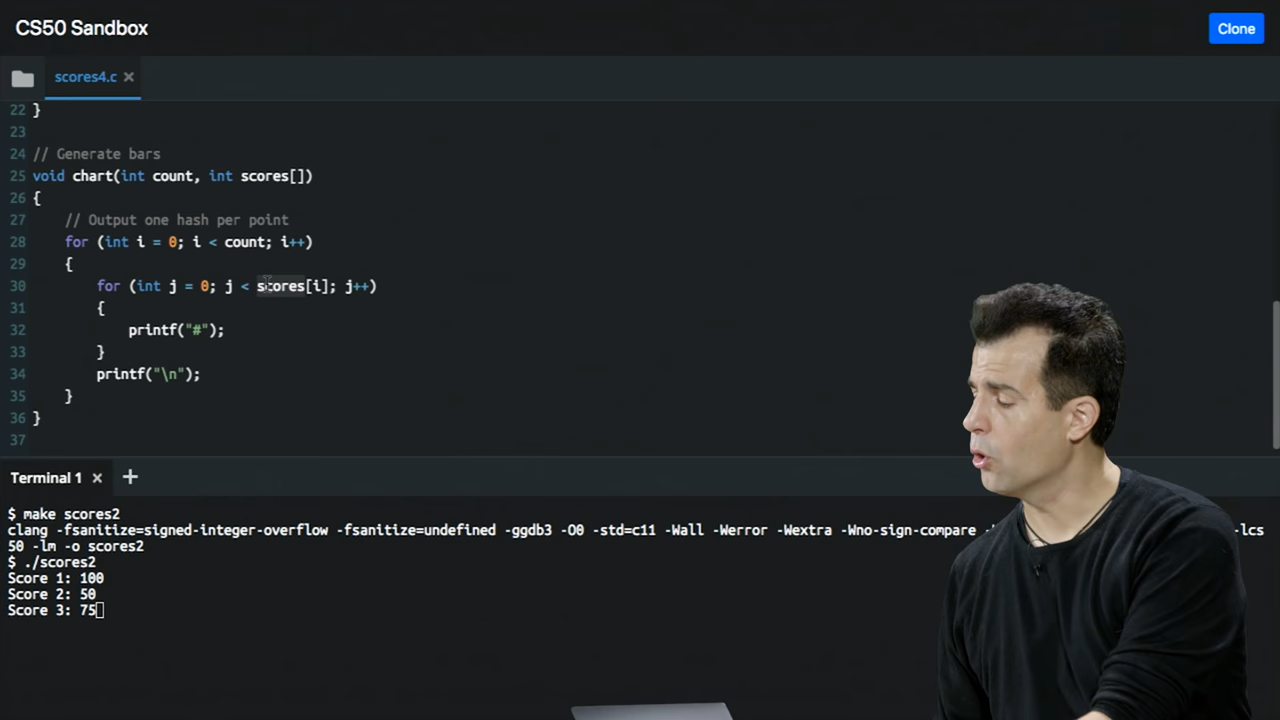 CS50 Sandbox
Clone
scores4.c ×
22 }
23
24 // Generate bars
25 void chart(int count, int scores[])
26 {
27 // Output one hash per point
28 for (int i = 0; i < count; i++)
29 {
30 for (int j = 0; j < scores[i]; j++)
31 {
32 printf("#");
33 }
34 printf("\n");
35 }
36 }
37
Terminal 1 × +
$ make scores2
clang -fsanitize=signed-integer-overflow -fsanitize=undefined -ggdb3 -O0 -std=c11 -Wall -Werror -Wextra -Wno-sign-compare -lcs
50 -lm -o scores2
$ ./scores2
Score 1: 100
Score 2: 50
Score 3: 75